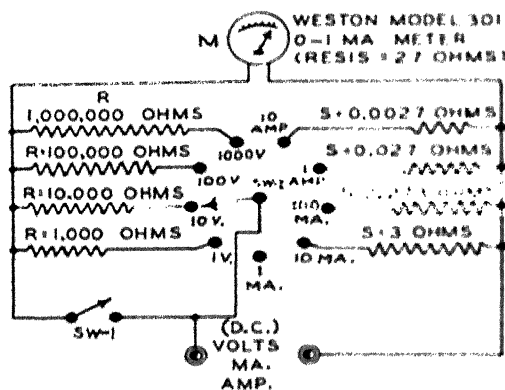 WESTON MODEL 301
0-1 MA METER
(RESIS = 27 OHMS)
M
R
1,000,000 OHMS
10 AMP
S=0.0027 OHMS
1000V
R=100,000 OHMS
S=0.027 OHMS
100V
1 AMP
SW-2
R=10,000 OHMS
10V.
100 MA.
R=1,000 OHMS
S=3 OHMS
1V.
1 MA.
10 MA.
SW-1
(D.C.)
VOLTS
MA.
AMP.